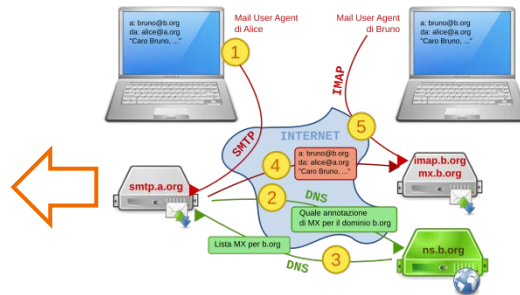 a: bruno@b.org
da: alice@a.org
"Caro Bruno, ..."
Mail User Agent
di Alice
Mail User Agent
di Bruno
a: bruno@b.org
da: alice@a.org
"Caro Bruno, ..."
1
IMAP
SMTP
INTERNET
5
4
a: bruno@b.org
da: alice@a.org
"Caro Bruno, ..."
imap.b.org
mx.b.org
smtp.a.org
2
DNS
Quale annotazione
di MX per il dominio b.org
Lista MX per b.org
DNS
3
ns.b.org